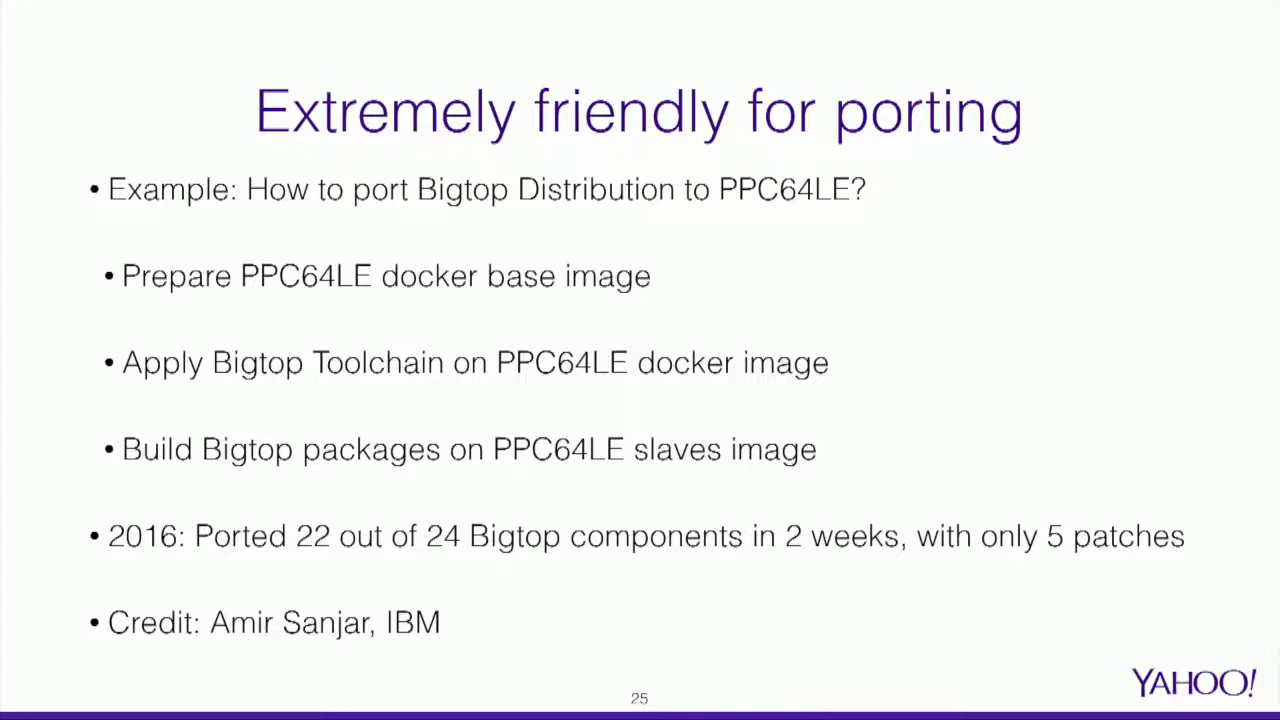 Extremely friendly for porting
• Example: How to port Bigtop Distribution to PPC64LE?
• Prepare PPC64LE docker base image
• Apply Bigtop Toolchain on PPC64LE docker image
• Build Bigtop packages on PPC64LE slaves image
• 2016: Ported 22 out of 24 Bigtop components in 2 weeks, with only 5 patches
• Credit: Amir Sanjar, IBM
YAHOO!
25